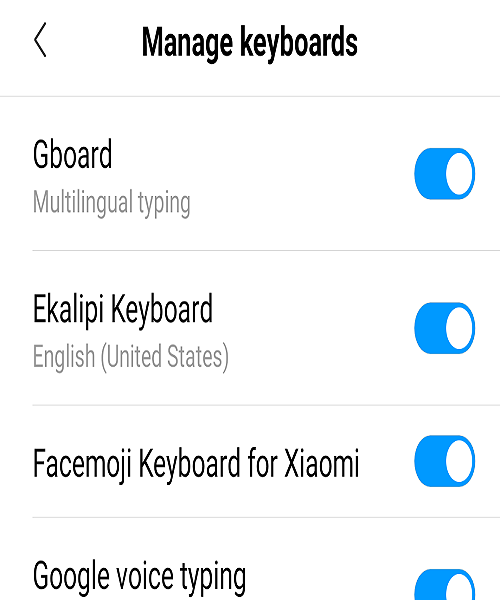 Manage keyboards
Gboard
Multilingual typing
Ekalipi Keyboard
English (United States)
Facemoji Keyboard for Xiaomi
Google voice typing